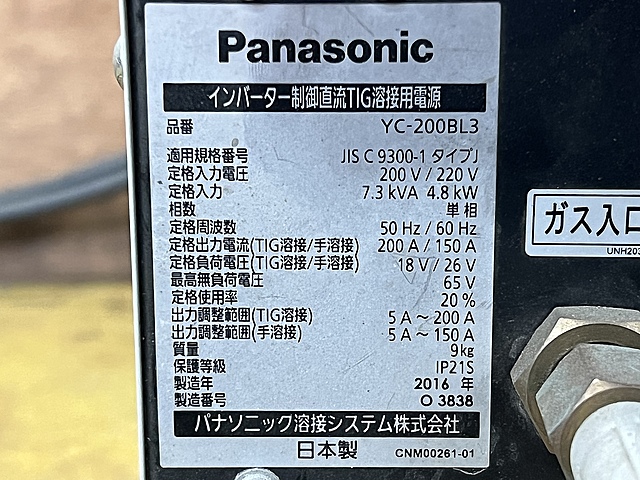 Panasonic
インバーター制御直流TIG溶接用電源
品番 YC-200BL3
適用規格番号 JIS C 9300-1 タイプJ
定格入力電圧 200 V / 220 V
定格入力 7.3 kVA 4.8 kW
相数 単 相
定格周波数 50 Hz / 60 Hz
定格出力電流(TIG溶接/手溶接) 200 A / 150 A
定格負荷電圧(TIG溶接/手溶接) 18 V / 26 V
最高無負荷電圧 65 V
定格使用率 20 %
出力調整範囲(TIG溶接) 5 A～ 200 A
出力調整範囲(手溶接) 5 A～ 150 A
質量 9kg
保護等級 IP21S
製造年 2016 年
製造番号 O 3838
パナソニック溶接システム株式会社
日本製 CNM00261-01
ガス入口
UNH203